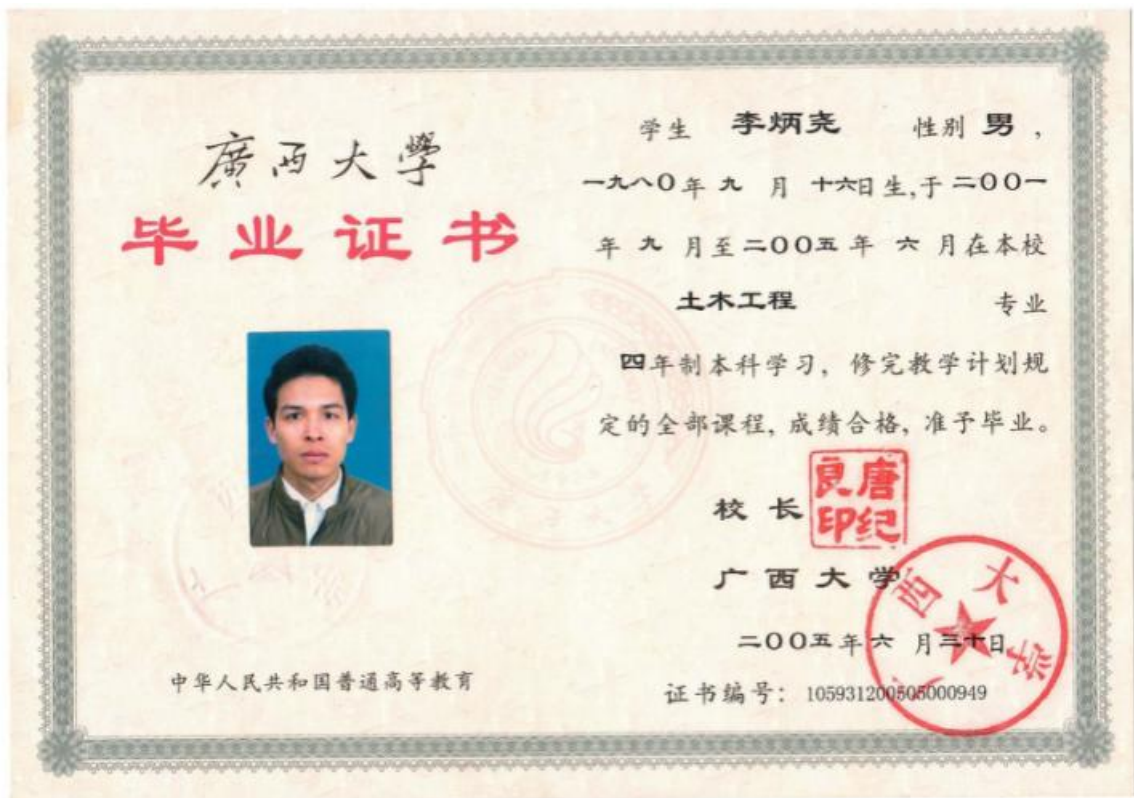 廣西大學
毕业证书
中华人民共和国普通高等教育
学生 李炳尧 性别 男，
一九八〇年 九 月 十六日生,于 二〇〇一
年 九 月至 二〇〇五 年 六 月在本校
土木工程 专业
四年制本科学习，修完教学计划规
定的全部课程,成绩合格,准予毕业。
校长
唐纪良印
广西大学
二〇〇五年 六 月三十日
证书编号：105931200505000949
广西大学